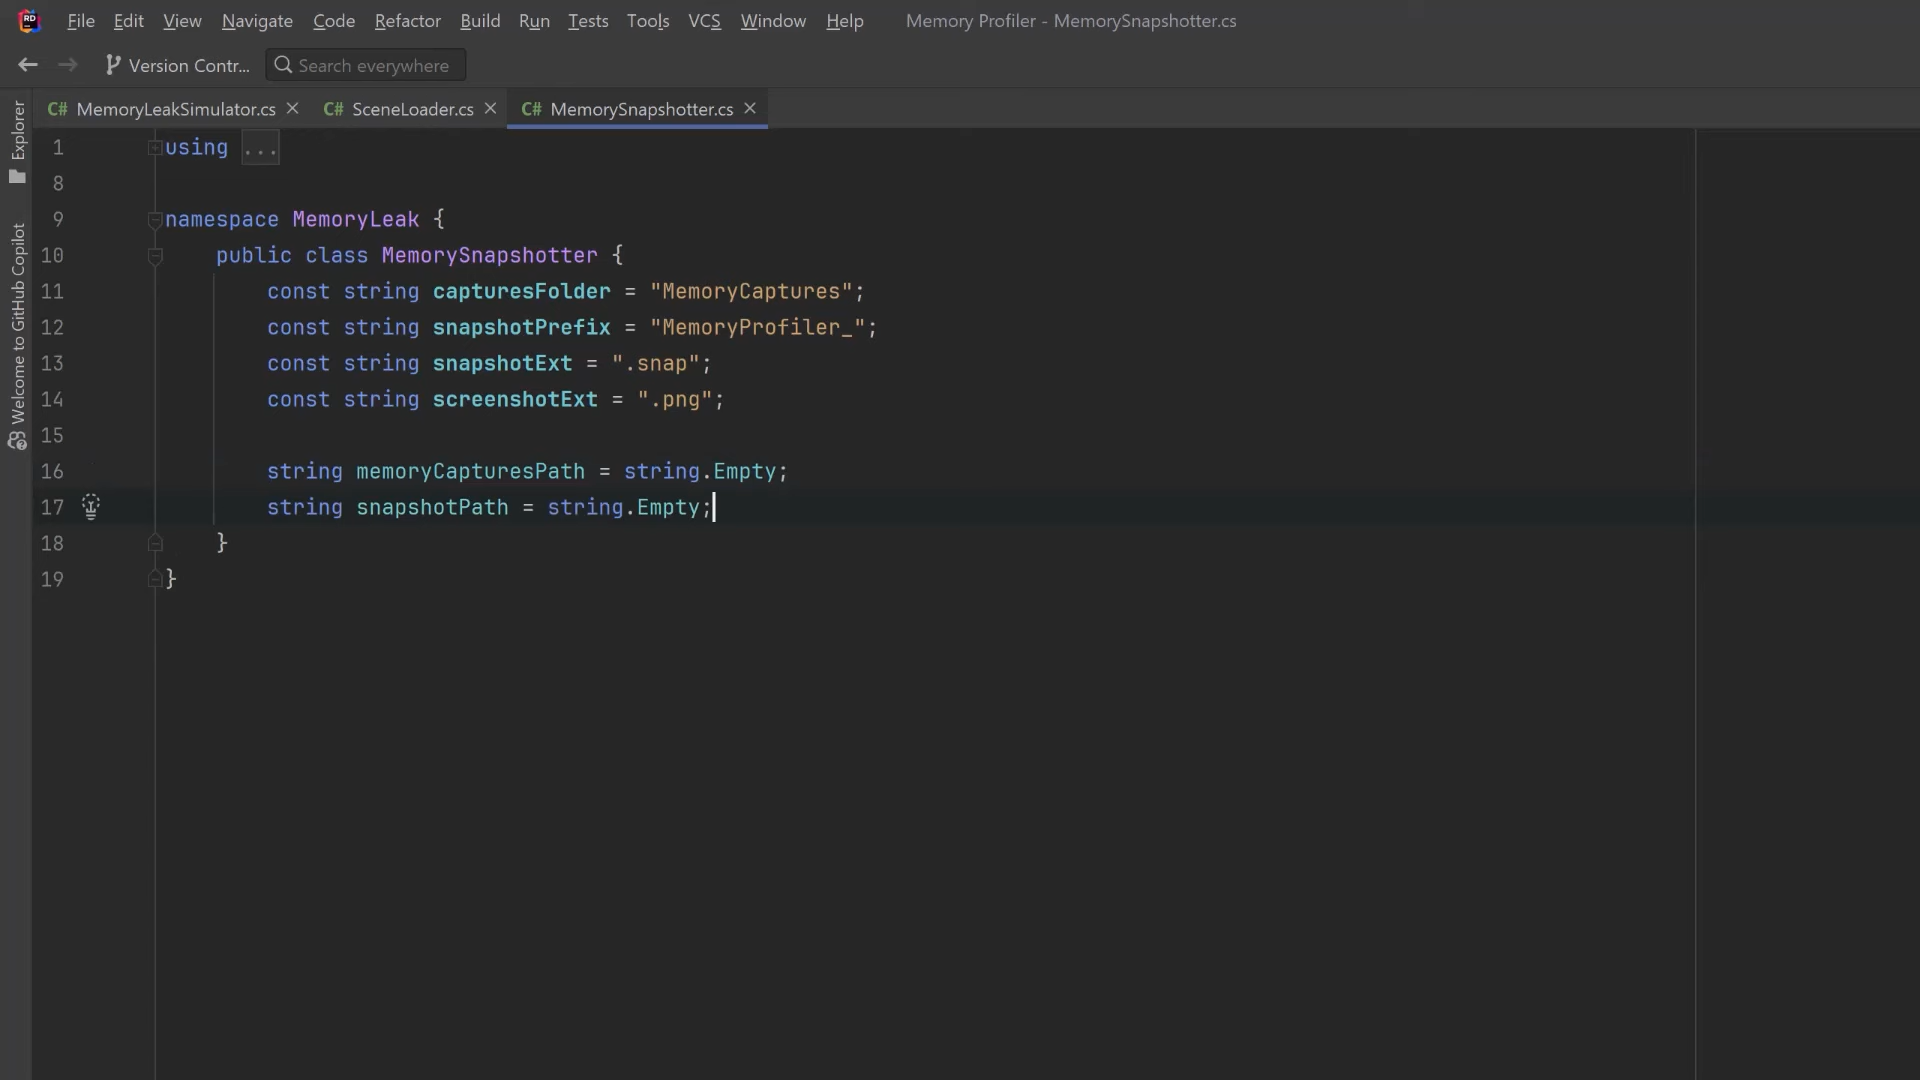 RD File Edit View Navigate Code Refactor Build Run Tests Tools VCS Window Help Memory Profiler - MemorySnapshotter.cs
Version Contr... Search everywhere
C# MemoryLeakSimulator.cs C# SceneLoader.cs C# MemorySnapshotter.cs
Explorer
Welcome to GitHub Copilot
1 using ...
8
9 namespace MemoryLeak {
10 public class MemorySnapshotter {
11 const string capturesFolder = "MemoryCaptures";
12 const string snapshotPrefix = "MemoryProfiler_";
13 const string snapshotExt = ".snap";
14 const string screenshotExt = ".png";
15
16 string memoryCapturesPath = string.Empty;
17 string snapshotPath = string.Empty;
18 }
19 }